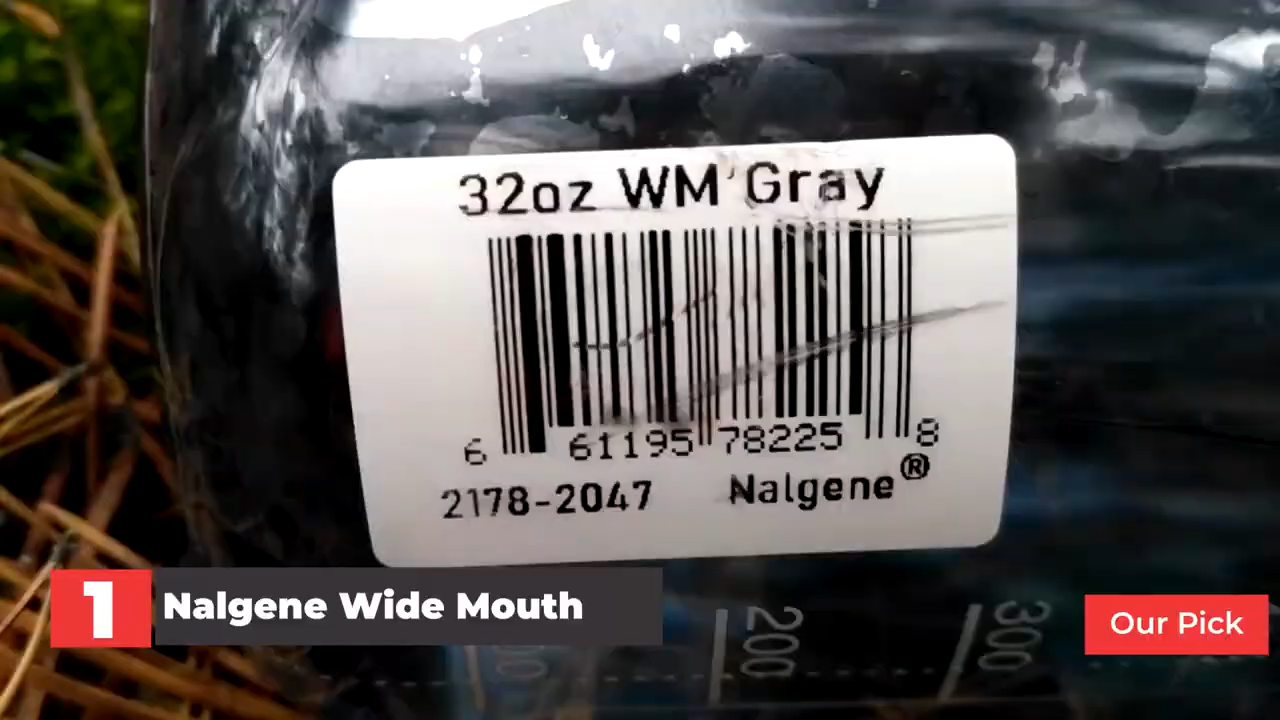 32oz WM Gray
6 61195 78225 8
2178-2047 Nalgene®
1 Nalgene Wide Mouth
Our Pick
200
300